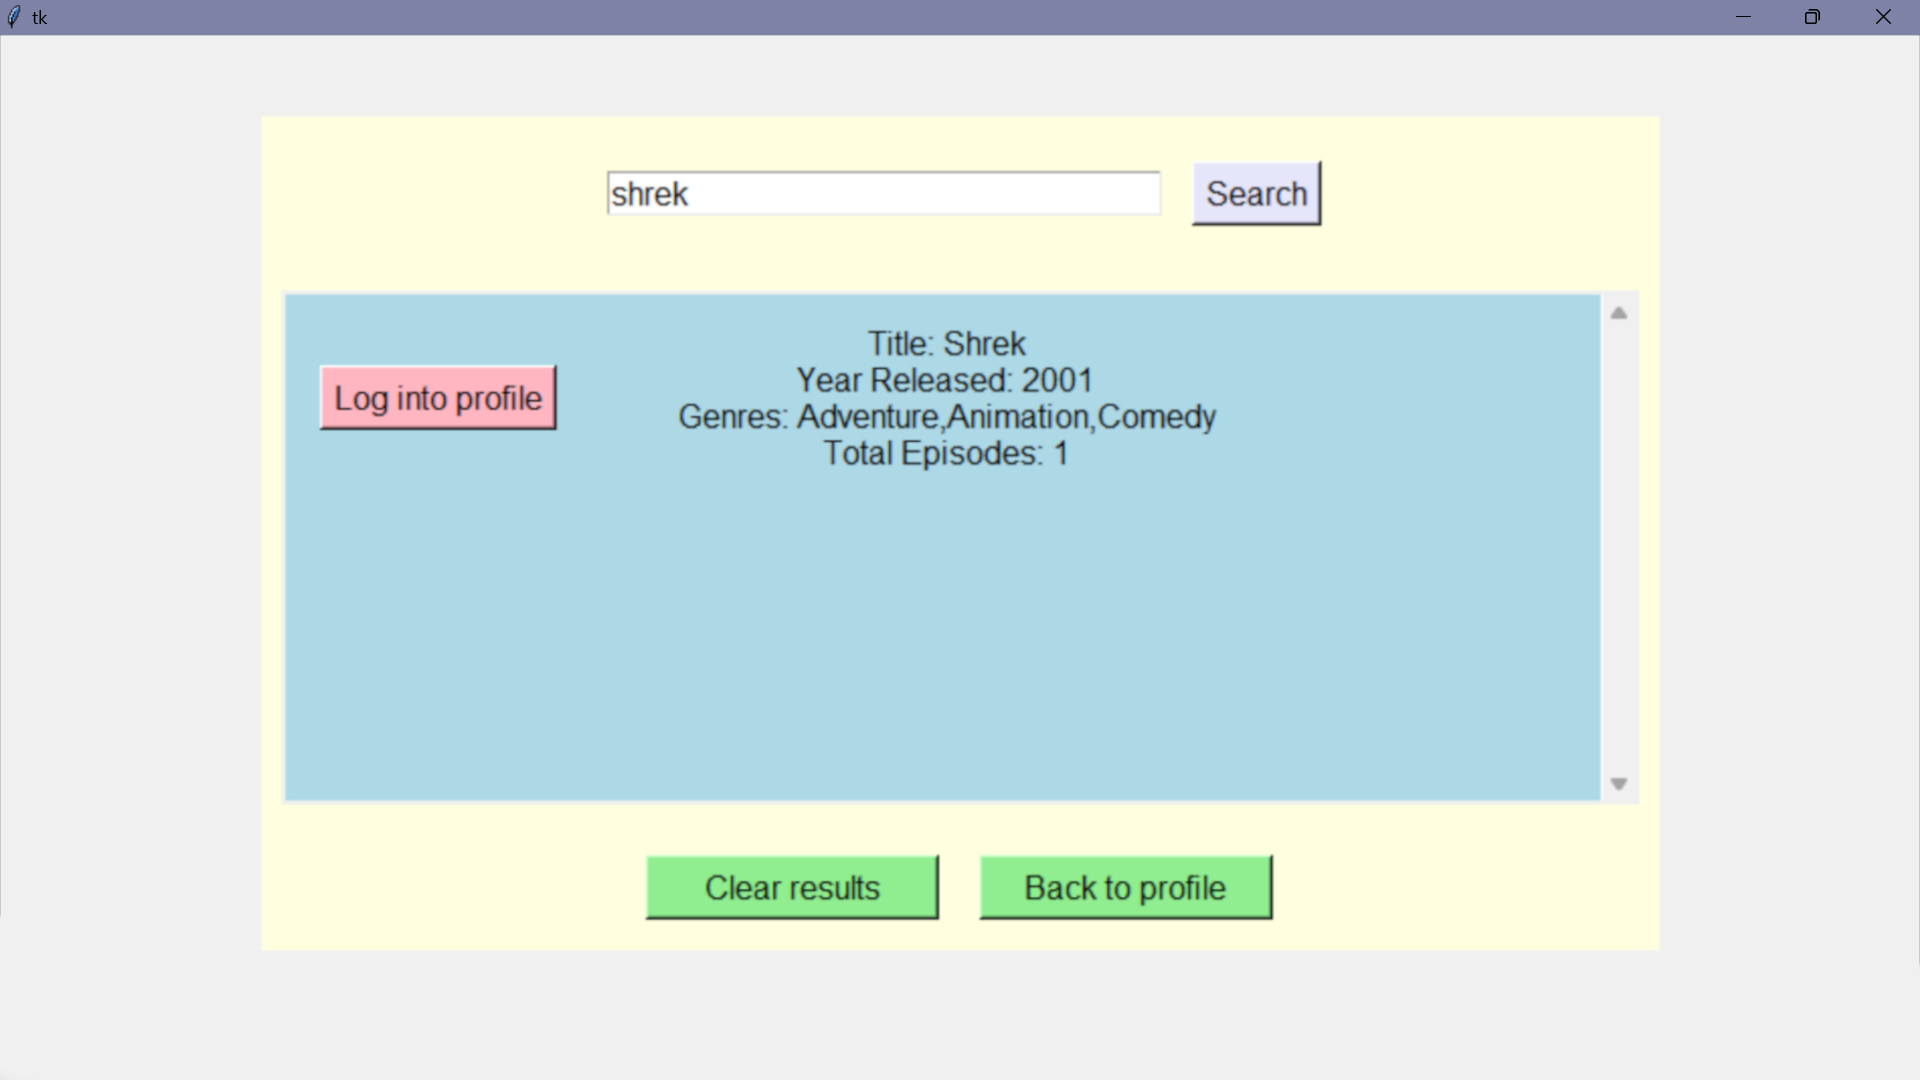 tk
shrek
Search
Log into profile
Title: Shrek
Year Released: 2001
Genres: Adventure,Animation,Comedy
Total Episodes: 1
Clear results
Back to profile